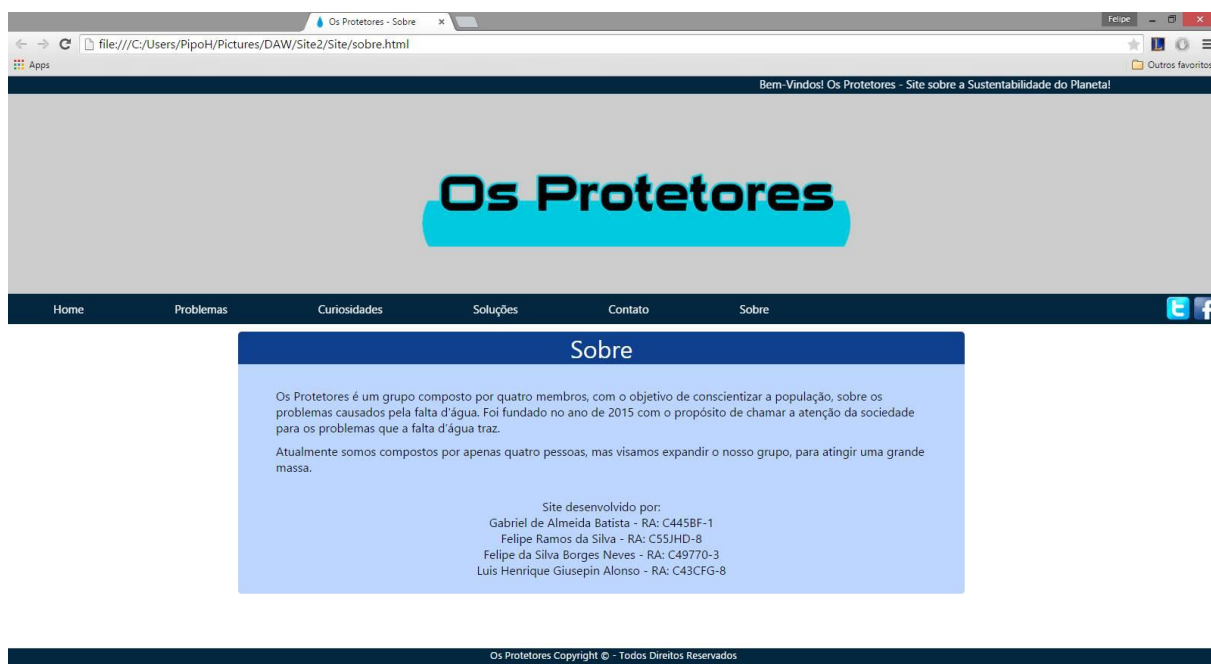 Os Protetores - Sobre
Felipe
file:///C:/Users/PipoH/Pictures/DAW/Site2/Site/sobre.html
Apps
Outros favoritos
Bem-Vindos! Os Protetores - Site sobre a Sustentabilidade do Planeta!
Os Protetores
Home Problemas Curiosidades Soluções Contato Sobre
Sobre
Os Protetores é um grupo composto por quatro membros, com o objetivo de conscientizar a população, sobre os
problemas causados pela falta d'água. Foi fundado no ano de 2015 com o propósito de chamar a atenção da sociedade
para os problemas que a falta d'água traz.
Atualmente somos compostos por apenas quatro pessoas, mas visamos expandir o nosso grupo, para atingir uma grande
massa.
Site desenvolvido por:
Gabriel de Almeida Batista - RA: C445BF-1
Felipe Ramos da Silva - RA: C55JHD-8
Felipe da Silva Borges Neves - RA: C49770-3
Luis Henrique Giusepin Alonso - RA: C43CFG-8
Os Protetores Copyright © - Todos Direitos Reservados